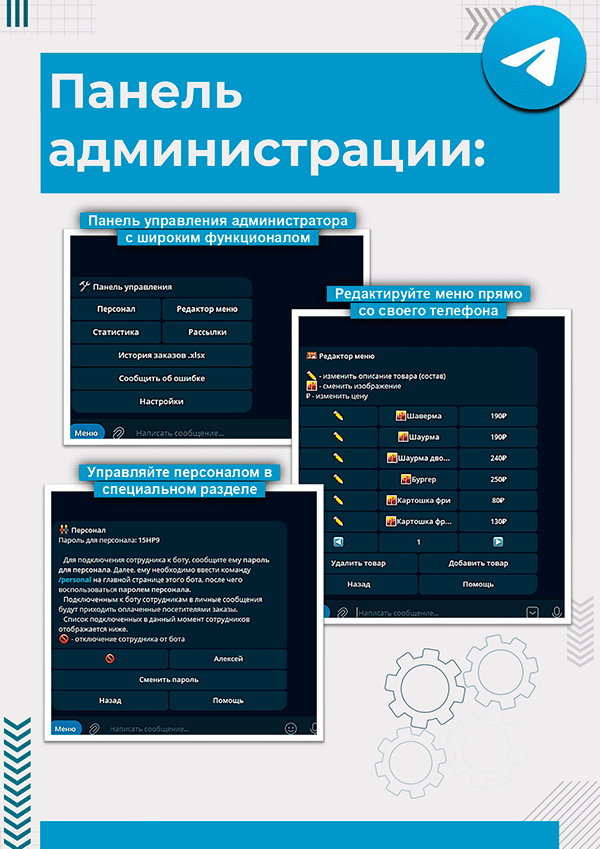 Панель
администрации:
Панель управления администратора
с широким функционалом
Панель управления
Персонал Редактор меню
Статистика Рассылки
История заказов .xlsx
Сообщить об ошибке
Настройки
Меню Написать сообщение...
Редактируйте меню прямо
со своего телефона
Редактор меню
- изменить описание товара (состав)
- сменить изображение
₽ - изменить цену
Шаверма 190₽
Шаурма 190₽
Шаурма дво... 240₽
Бургер 250₽
Картошка фри 80₽
Картошка фр... 130₽
1
Удалить товар Добавить товар
Назад Помощь
Написать сообщение...
Управляйте персоналом в
специальном разделе
Персонал
Пароль для персонала: 15HP9
Для подключения сотрудника к боту, сообщите ему пароль
для персонала. Далее, ему необходимо ввести команду
/personal на главной странице этого бота, после чего
воспользоваться паролем персонала.
Подключенным к боту сотрудникам в личные сообщения
будут приходить оплаченные посетителями заказы.
Список подключенных в данный момент сотрудников
отображается ниже.
- отключение сотрудника от бота
Алексей
Сменить пароль
Назад Помощь
Меню Написать сообщение...